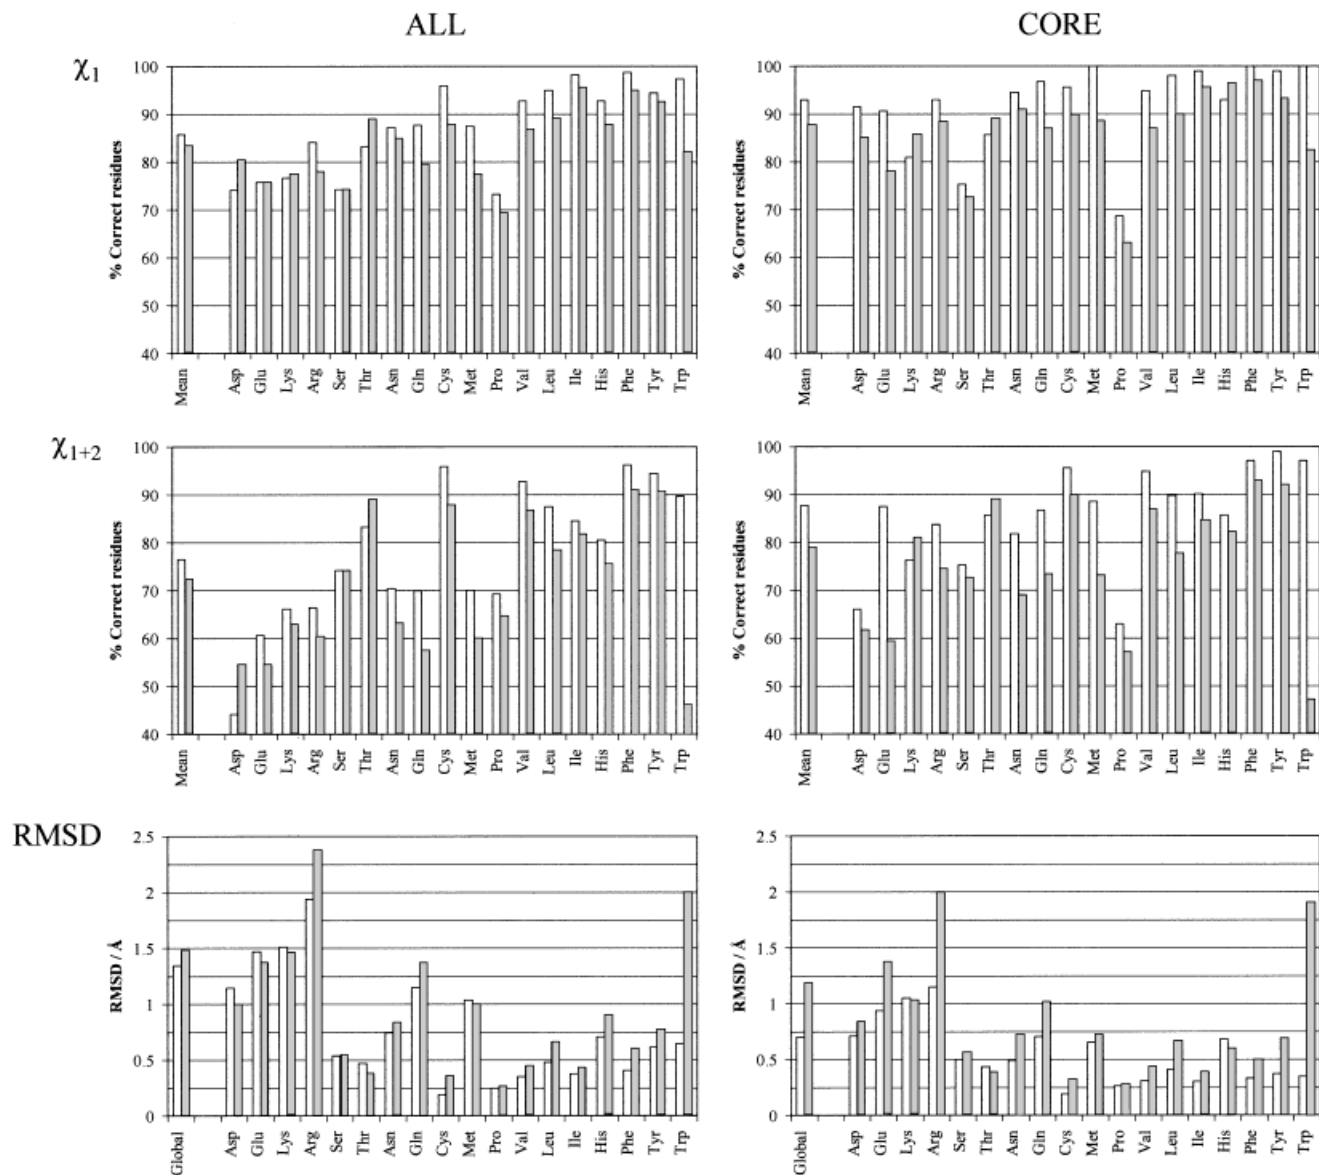 ALL CORE
χ1
% Correct residues
100
90
80
70
60
50
40
Mean Asp Glu Lys Arg Ser Thr Asn Gln Cys Met Pro Val Leu Ile His Phe Tyr Trp
% Correct residues
100
90
80
70
60
50
40
Mean Asp Glu Lys Arg Ser Thr Asn Gln Cys Met Pro Val Leu Ile His Phe Tyr Trp
χ1+2
% Correct residues
100
90
80
70
60
50
40
Mean Asp Glu Lys Arg Ser Thr Asn Gln Cys Met Pro Val Leu Ile His Phe Tyr Trp
% Correct residues
100
90
80
70
60
50
40
Mean Asp Glu Lys Arg Ser Thr Asn Gln Cys Met Pro Val Leu Ile His Phe Tyr Trp
RMSD
RMSD / Å
2.5
2
1.5
1
0.5
0
Global Asp Glu Lys Arg Ser Thr Asn Gln Cys Met Pro Val Leu Ile His Phe Tyr Trp
RMSD / Å
2.5
2
1.5
1
0.5
0
Global Asp Glu Lys Arg Ser Thr Asn Gln Cys Met Pro Val Leu Ile His Phe Tyr Trp